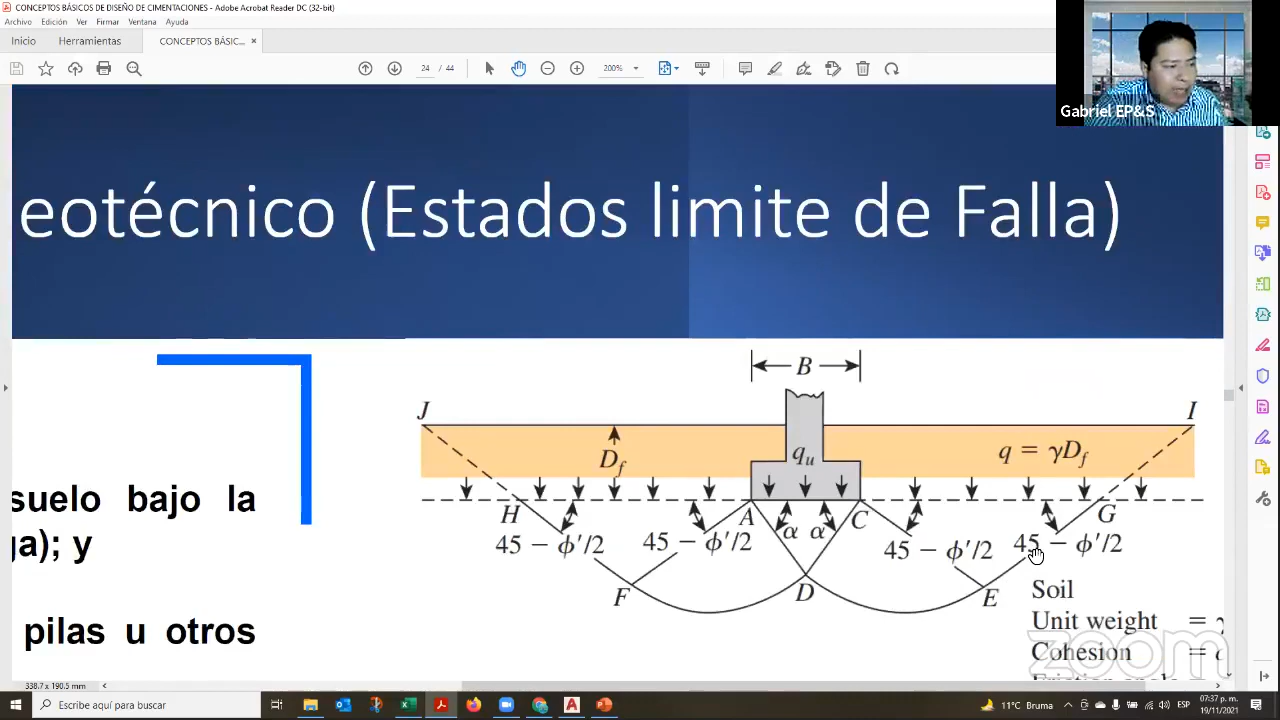 CONCEPTOS BÁSICOS DE DISEÑO DE CIMENTACIONES - Adobe Acrobat Reader DC (32-bit)
Archivo Edición Ver Firmar Ventana Ayuda
Inicio Herramientas CONCEPTOS BÁSIC... ×
24 / 44 200%
Gabriel EP&S
eotécnico (Estados limite de Falla)
B
J I
D_f q_u q = γD_f
H A α α C G
45 − ϕ′/2 45 − ϕ′/2 45 − ϕ′/2 45 − ϕ′/2
F D E
suelo bajo la
ga); y
pilas u otros
Soil
Unit weight = γ
Cohesion =
Friction angle
zoom
338.7 x 190.5 mm
Escribe aquí para buscar
11°C Bruma ESP 07:37 p. m.
19/11/2021